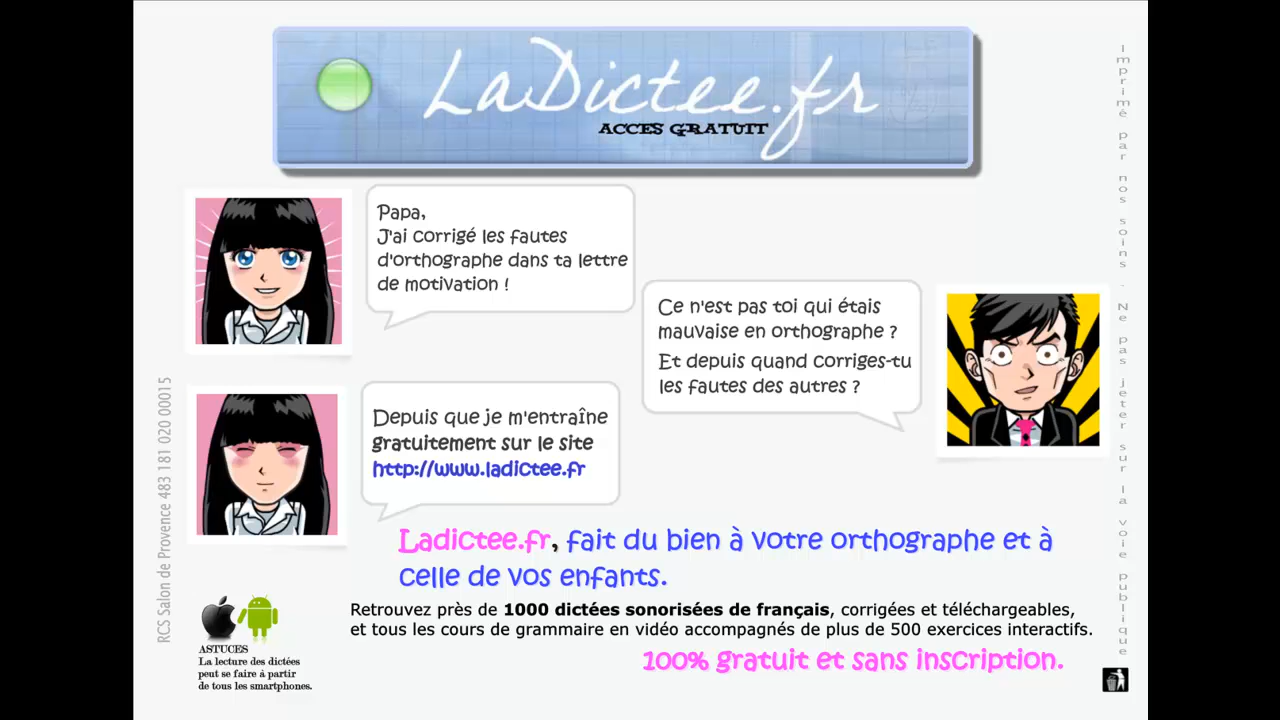 LaDictee.fr
ACCES GRATUIT
Papa,
J'ai corrigé les fautes
d'orthographe dans ta lettre
de motivation !
Ce n'est pas toi qui étais
mauvaise en orthographe ?
Et depuis quand corriges-tu
les fautes des autres ?
Depuis que je m'entraîne
gratuitement sur le site
http://www.ladictee.fr
Ladictee.fr, fait du bien à votre orthographe et à
celle de vos enfants.
Retrouvez près de 1000 dictées sonorisées de français, corrigées et téléchargeables,
et tous les cours de grammaire en vidéo accompagnés de plus de 500 exercices interactifs.
100% gratuit et sans inscription.
ASTUCES
La lecture des dictées
peut se faire à partir
de tous les smartphones.
RCS Salon de Provence 483 181 020 00015
Imprimé par nos soins - Ne pas jeter sur la voie publique